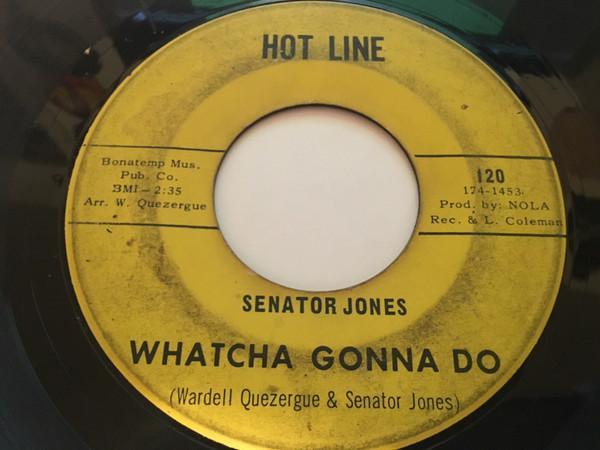 HOT LINE
Bonatemp Mus.
Pub. Co.
BMI - 2:35
Arr. W. Quezergue
120
174-1453
Prod. by: NOLA
Rec. & L. Coleman
SENATOR JONES
WHATCHA GONNA DO
(Wardell Quezergue & Senator Jones)